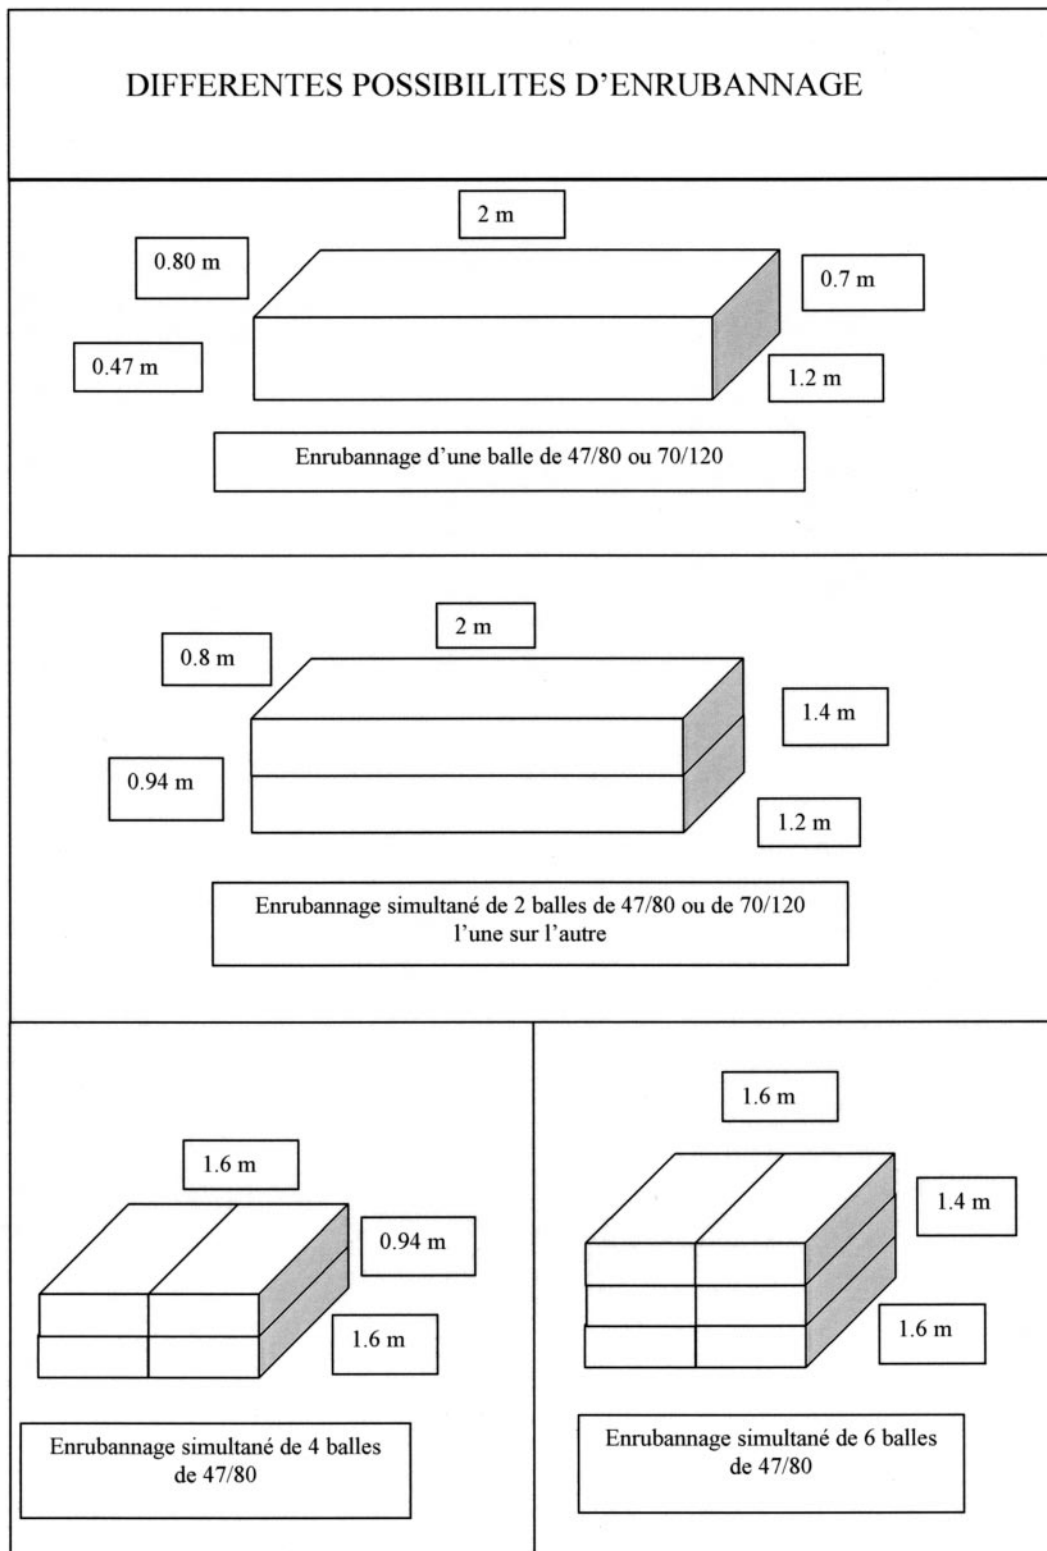 DIFFERENTES POSSIBILITES D'ENRUBANNAGE
2 m
0.80 m
0.7 m
0.47 m
1.2 m
Enrubannage d'une balle de 47/80 ou 70/120
2 m
0.8 m
1.4 m
0.94 m
1.2 m
Enrubannage simultané de 2 balles de 47/80 ou de 70/120
l'une sur l'autre
1.6 m
0.94 m
1.6 m
Enrubannage simultané de 4 balles
de 47/80
1.6 m
1.4 m
1.6 m
Enrubannage simultané de 6 balles
de 47/80